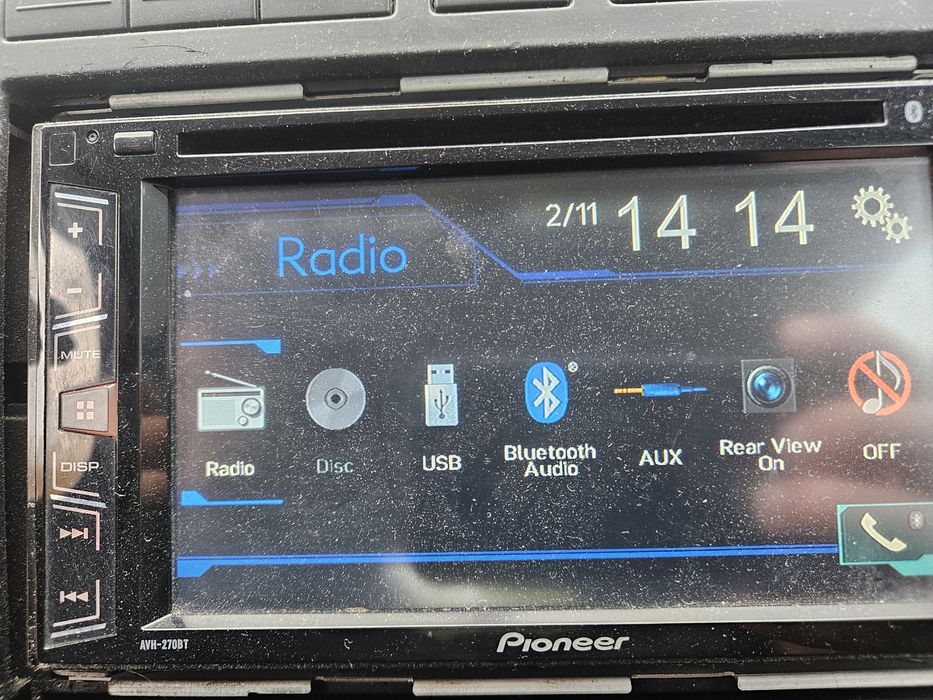 2/11 14 14
Radio
+
-
MUTE
DISP
Radio
Disc
USB
Bluetooth
Audio
AUX
Rear View
On
OFF
AVH-270BT
Pioneer